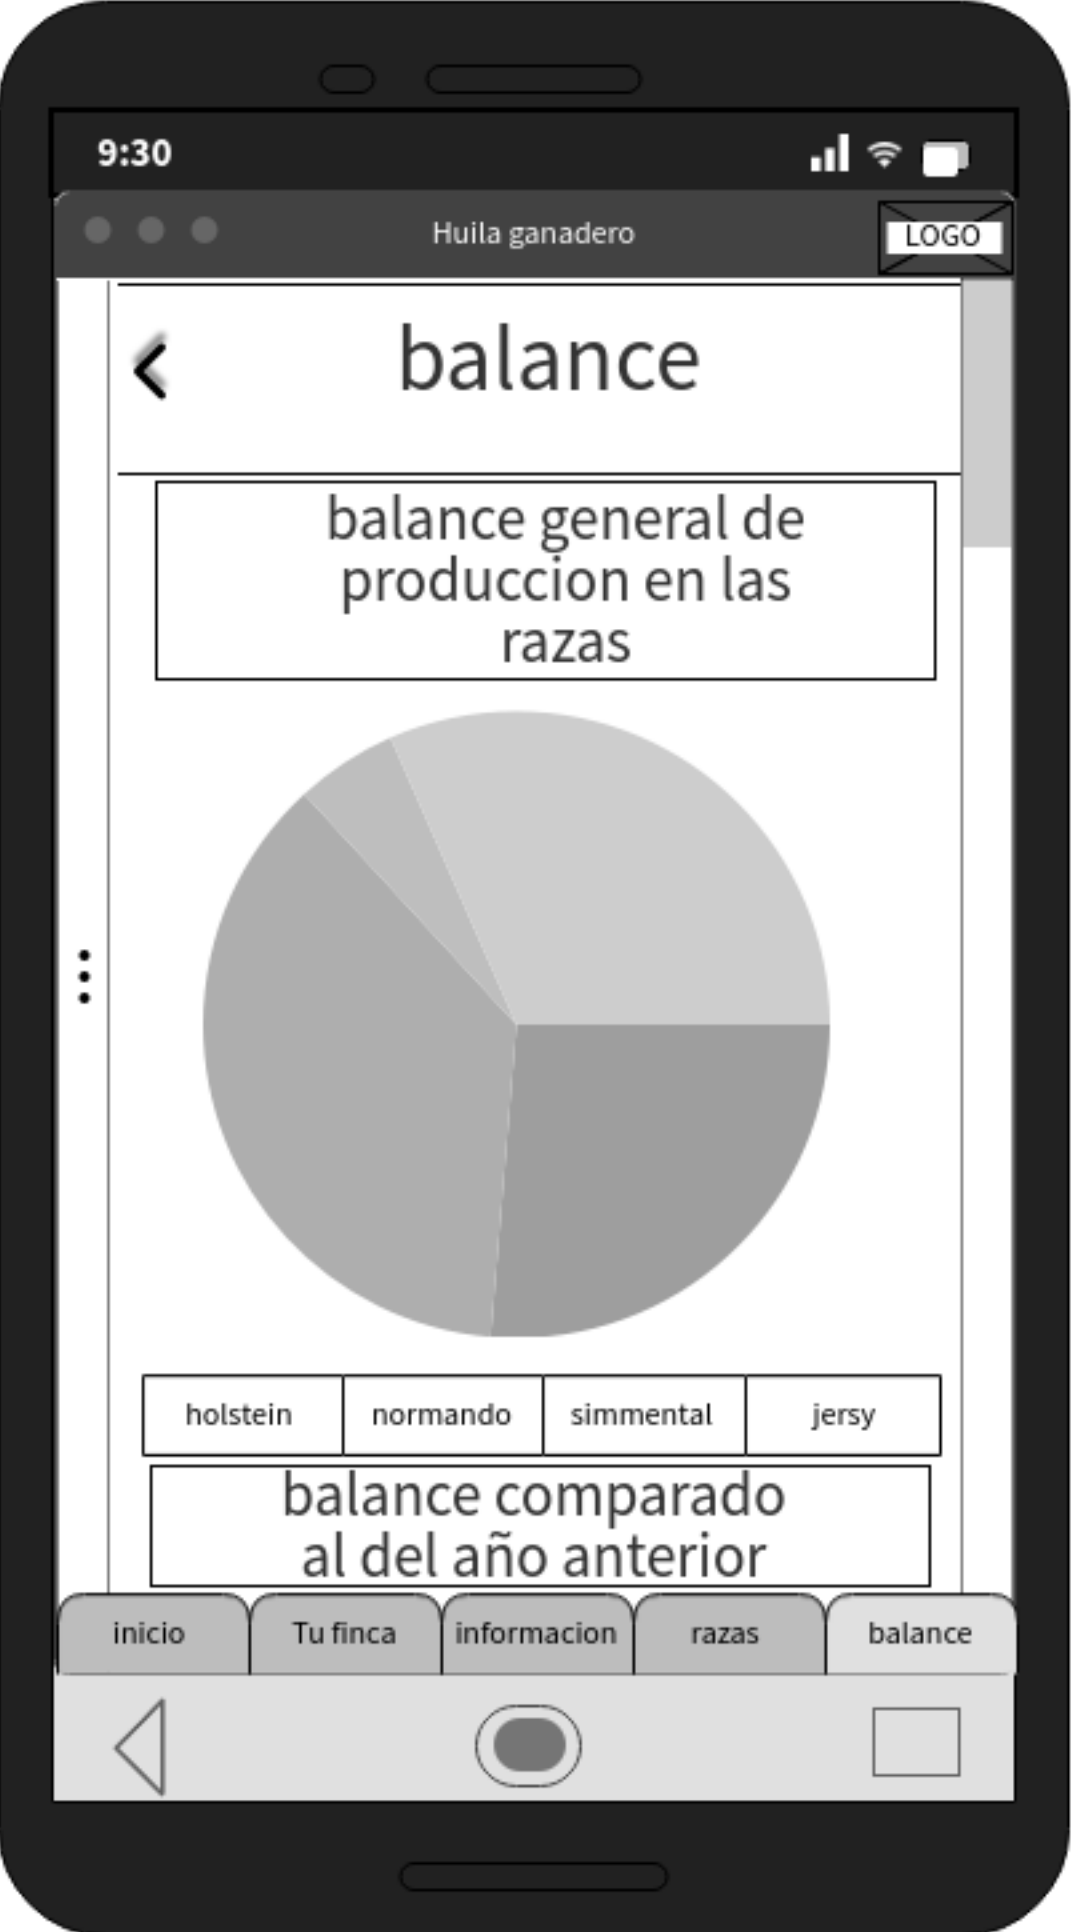 9:30
Huila ganadero
LOGO
balance
balance general de
produccion en las
razas
holstein
normando
simmental
jersy
balance comparado
al del año anterior
inicio
Tu finca
informacion
razas
balance